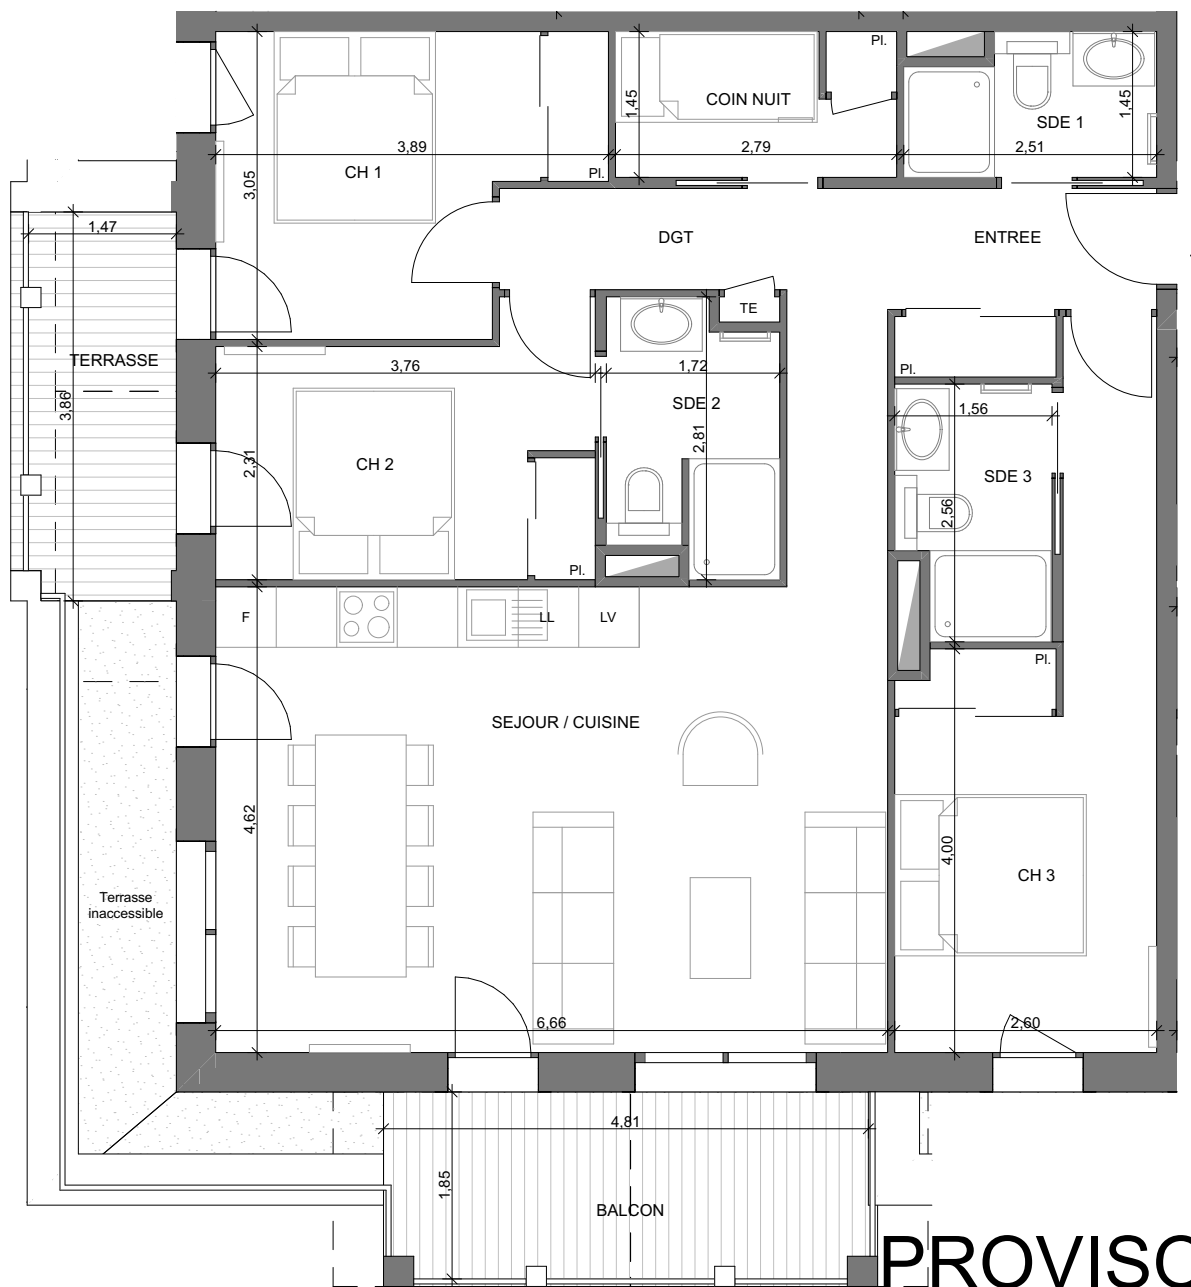 Pl.
COIN NUIT
1,45
1,45
SDE 1
3,89
2,79
2,51
CH 1
Pl.
3,05
1,47
DGT
ENTREE
TE
TERRASSE
3,76
1,72
Pl.
3,86
SDE 2
1,56
2,81
2,31
CH 2
SDE 3
2,56
Pl.
F
LL
LV
Pl.
SEJOUR / CUISINE
4,62
4,00
CH 3
Terrasse
inaccessible
6,66
2,60
4,81
1,85
BALCON